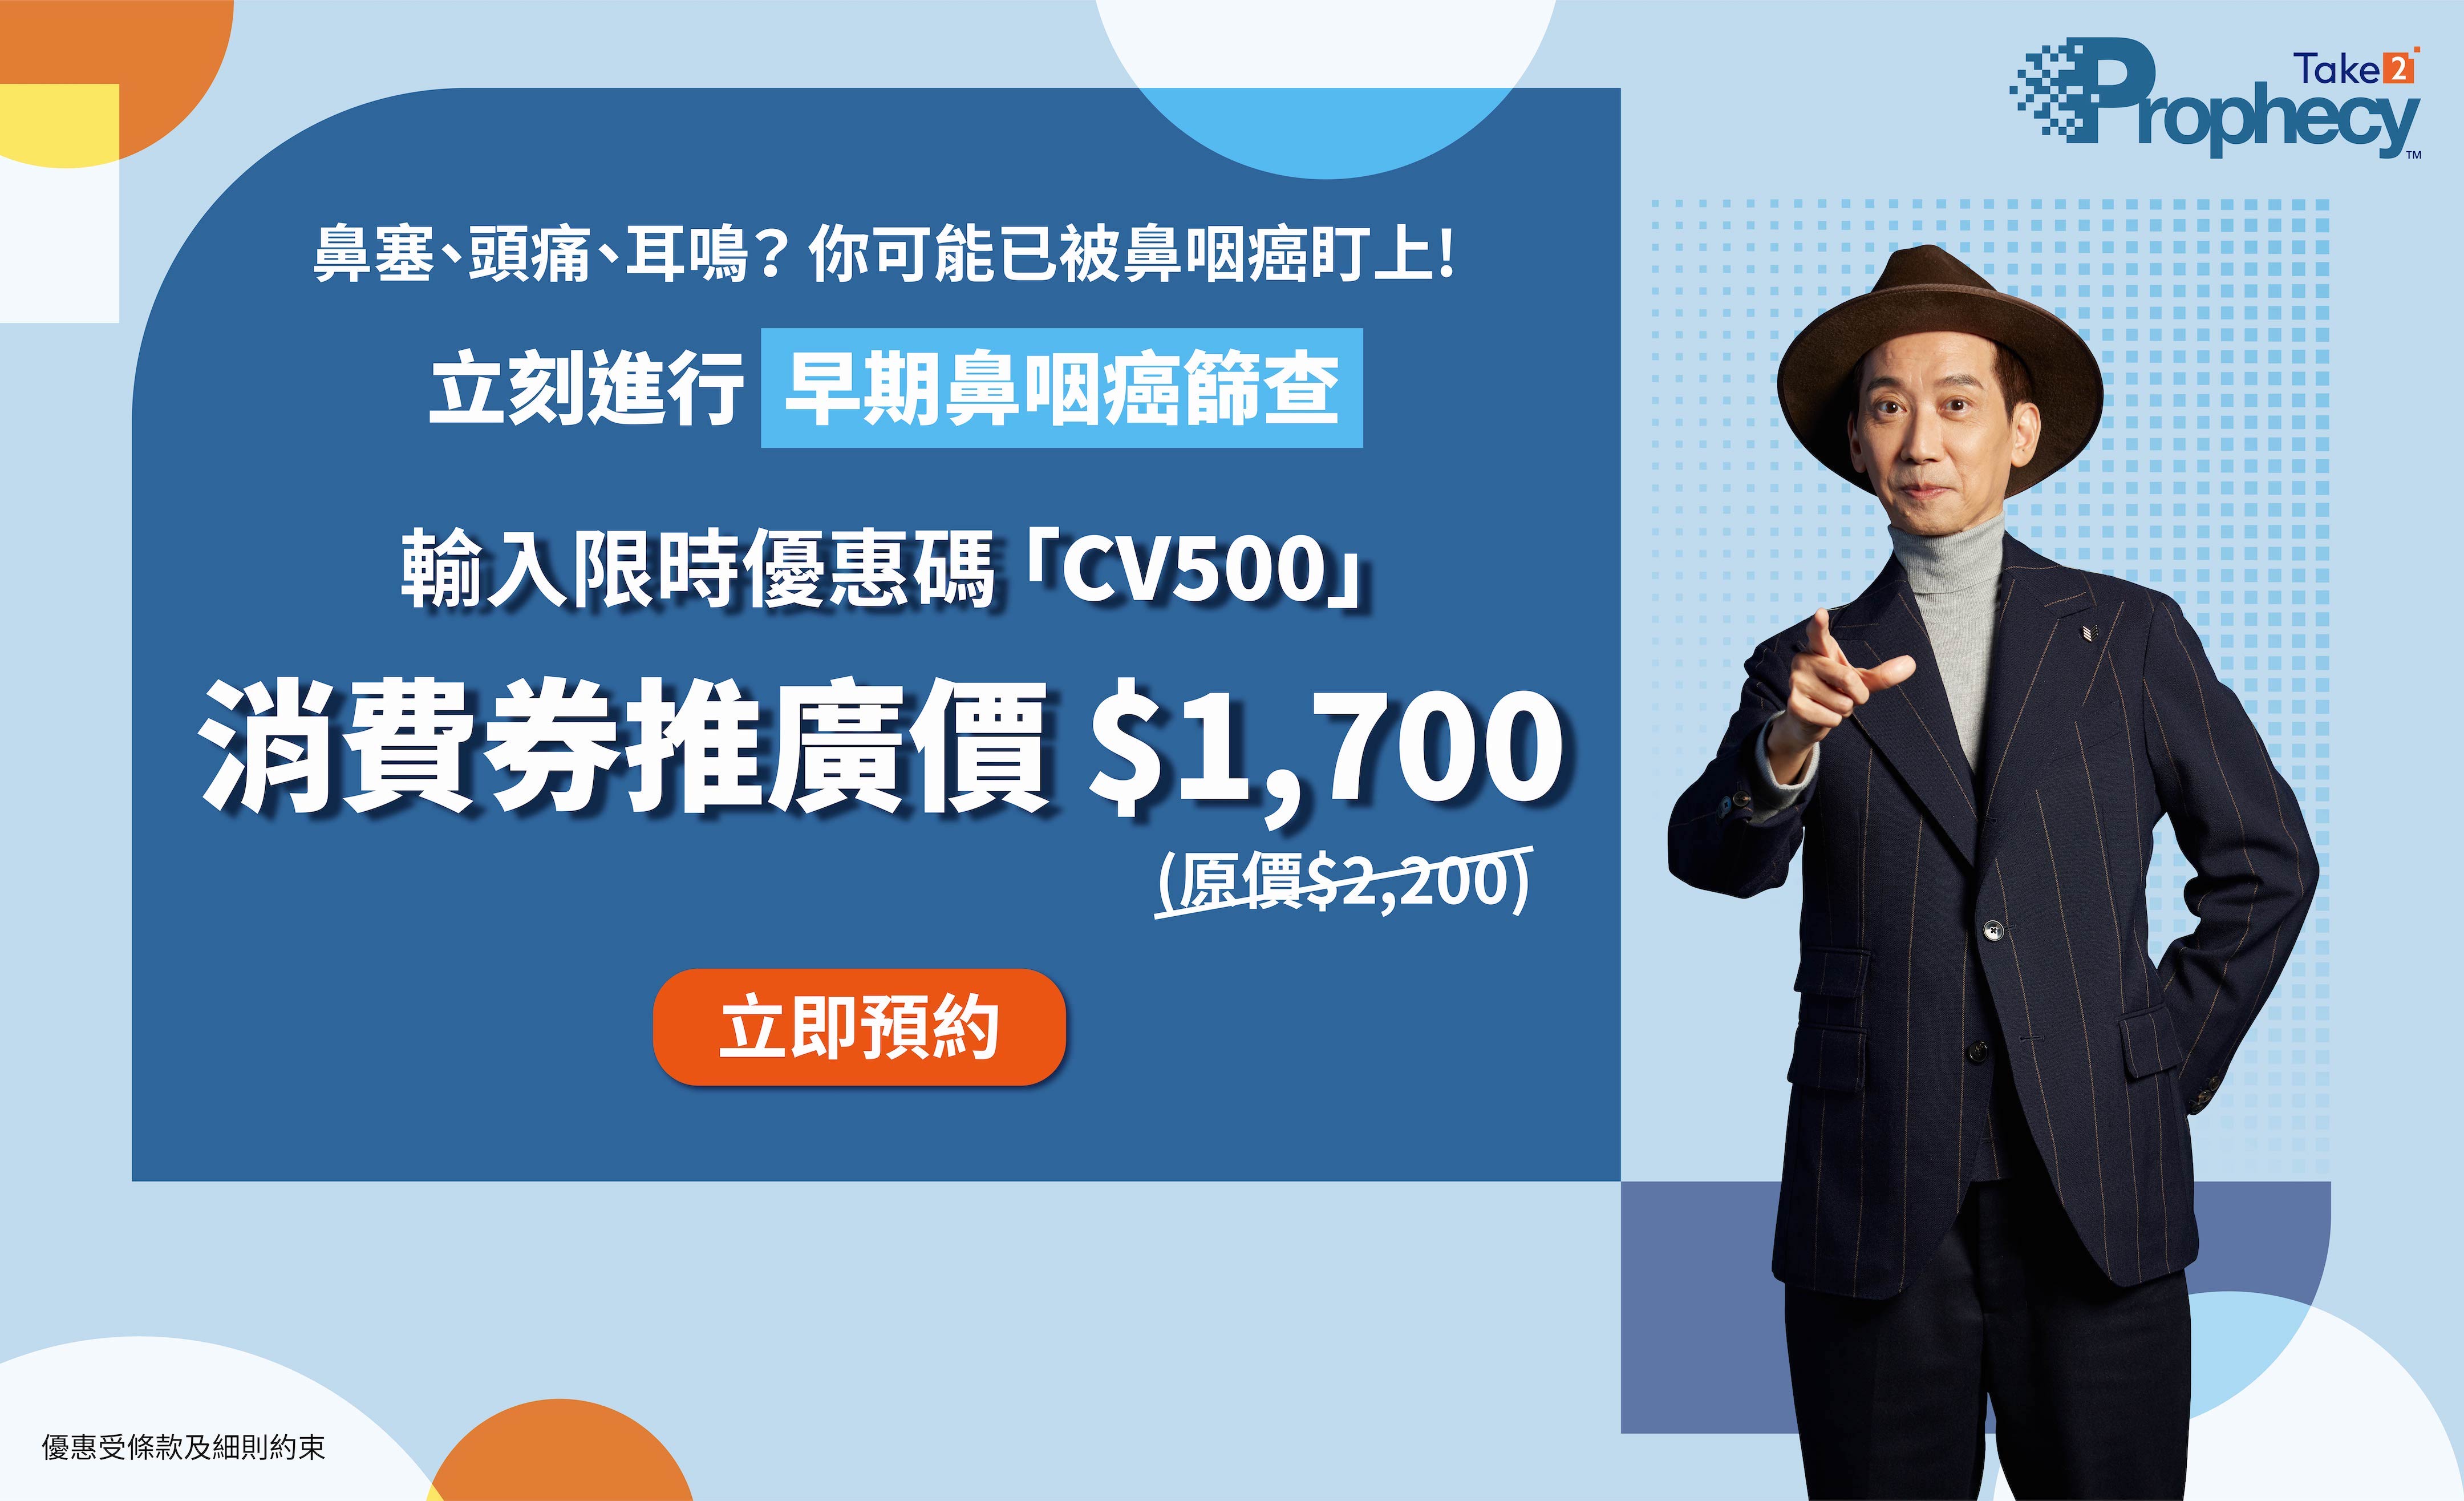 Take2
Prophecy™
鼻塞、頭痛、耳鳴？你可能已被鼻咽癌盯上！
立刻進行 早期鼻咽癌篩查
輸入限時優惠碼「CV500」
消費券推廣價 $1,700
(原價$2,200)
立即預約
優惠受條款及細則約束